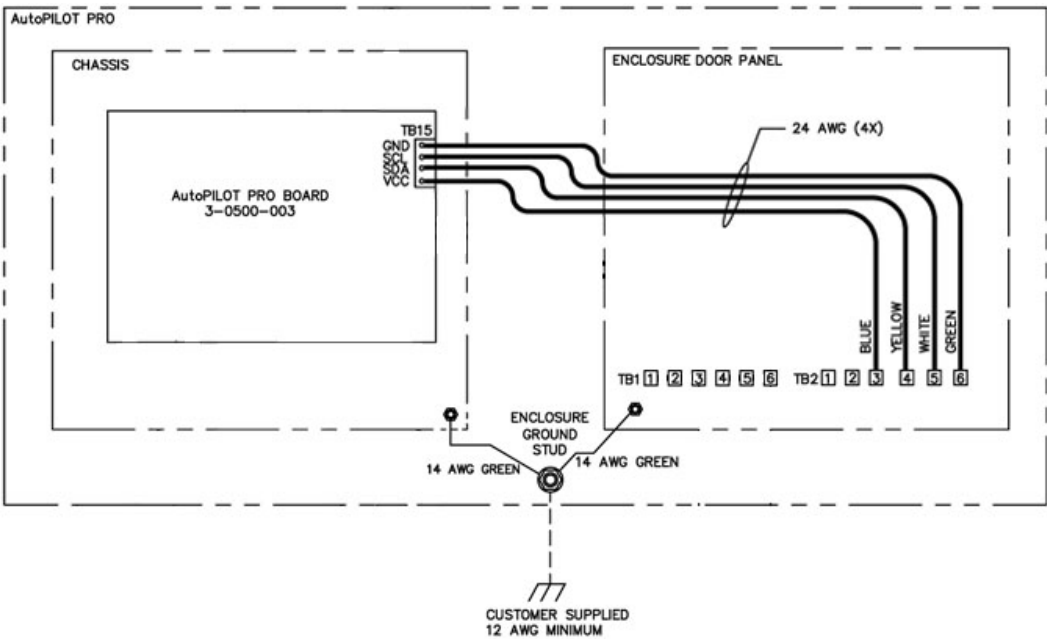 AutoPILOT PRO
CHASSIS
ENCLOSURE DOOR PANEL
TB15
GND
SCL
SDA
VCC
24 AWG (4X)
AutoPILOT PRO BOARD
3-0500-003
BLUE
YELLOW
WHITE
GREEN
TB1 1 2 3 4 5 6
TB2 1 2 3 4 5 6
ENCLOSURE
GROUND
STUD
14 AWG GREEN
14 AWG GREEN
CUSTOMER SUPPLIED
12 AWG MINIMUM